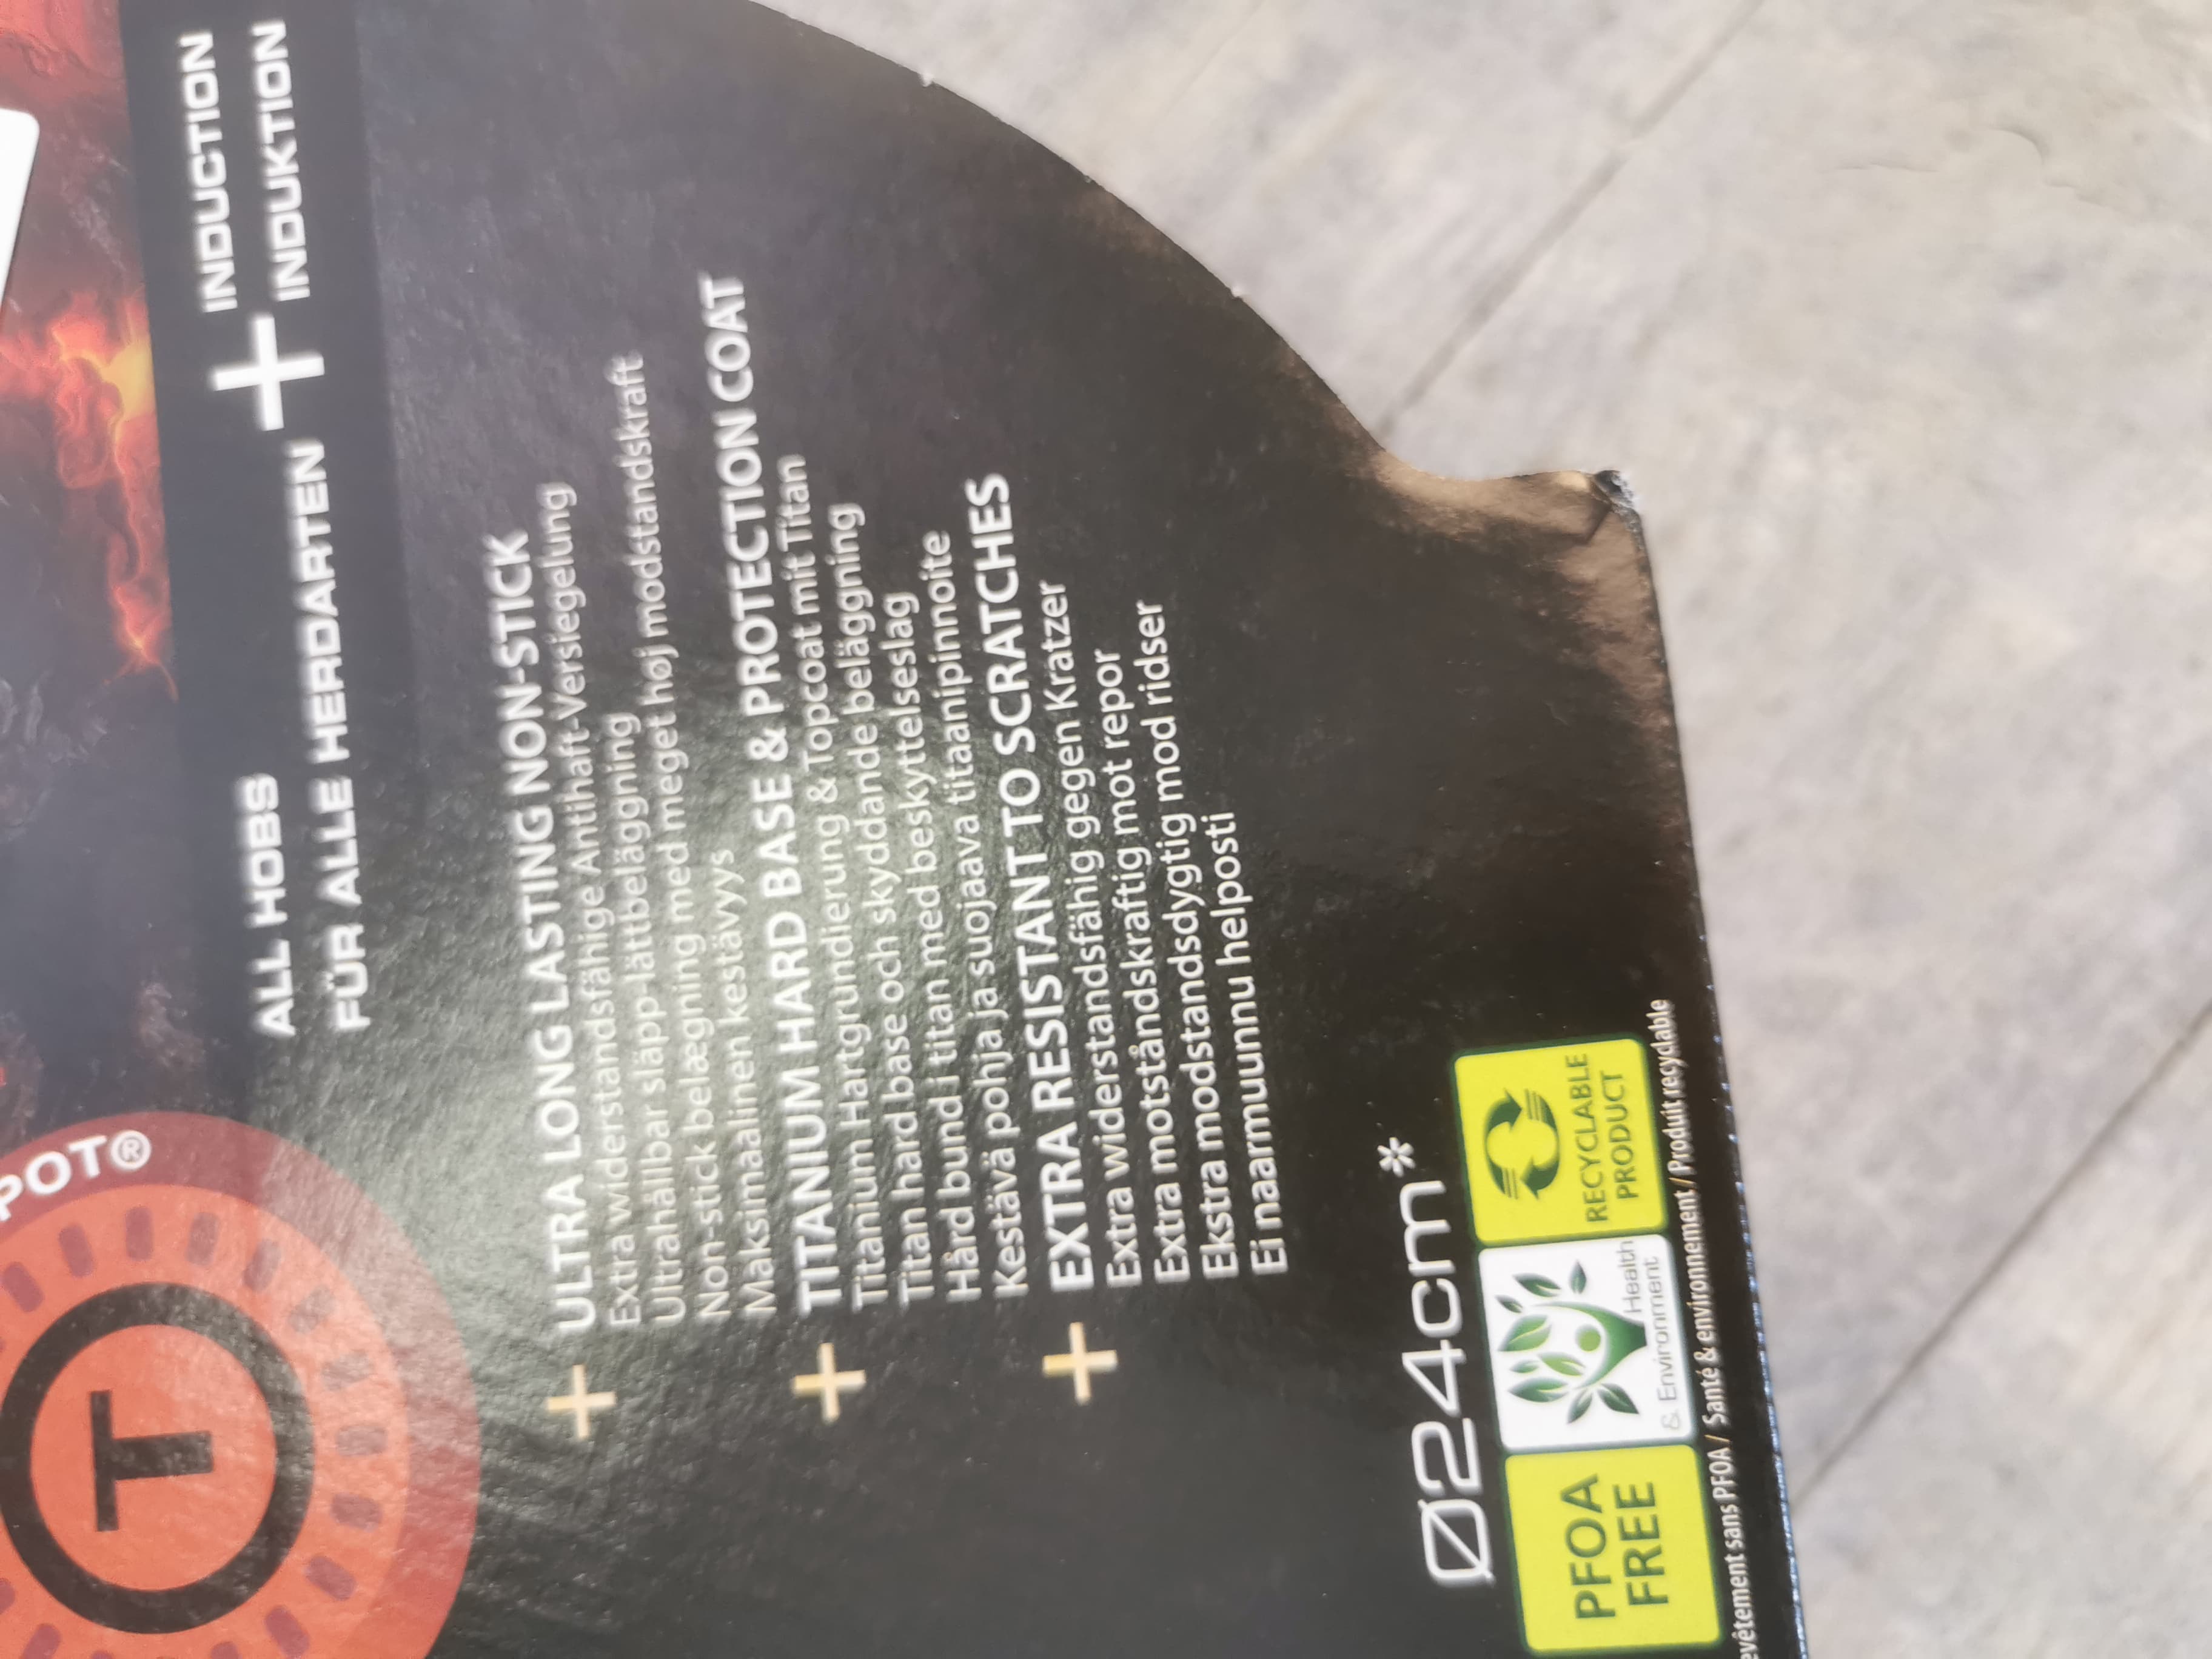 POT®
T
ALL HOBS + INDUCTION
FÜR ALLE HERDARTEN INDUKTION
+ ULTRA LONG LASTING NON-STICK
Extra widerstandsfähige Antihaft-Versiegelung
Ultrahållbar släpp-lättbeläggning
Non-stick belægning med meget høj modstandskraft
Maksimaalinen kestävyys
+ TITANIUM HARD BASE & PROTECTION COAT
Titanium Hartgrundierung & Topcoat mit Titan
Titan hard base och skyddande beläggning
Hård bund i titan med beskyttelseslag
Kestävä pohja ja suojaava titaanipinnoite
+ EXTRA RESISTANT TO SCRATCHES
Extra widerstandsfähig gegen Kratzer
Extra motståndskraftig mot repor
Ekstra modstandsdygtig mod ridser
Ei naarmuunnu helposti
Ø24cm*
PFOA
FREE
Health
& Environment
RECYCLABLE
PRODUCT
evêtement sans PFOA / Santé & environnement / Produit recyclable